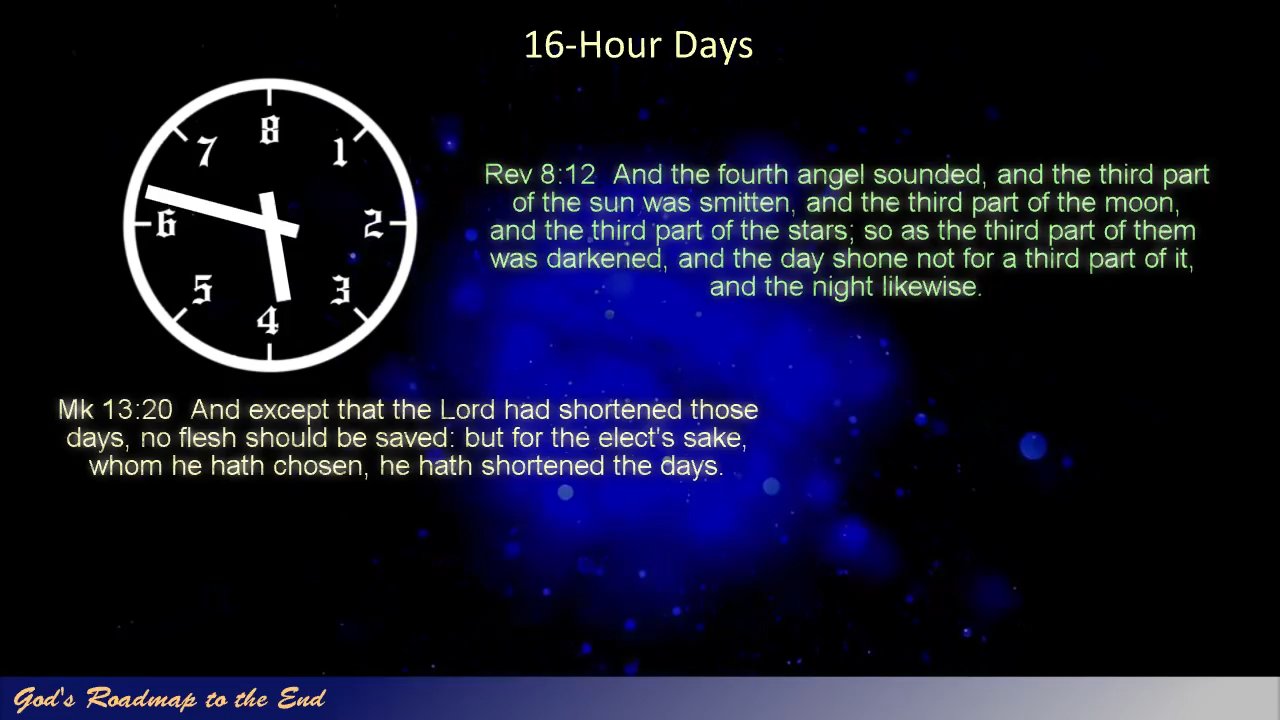 16-Hour Days
8
7
1
6
2
5
3
4
Rev 8:12 And the fourth angel sounded, and the third part
of the sun was smitten, and the third part of the moon,
and the third part of the stars; so as the third part of them
was darkened, and the day shone not for a third part of it,
and the night likewise.
Mk 13:20 And except that the Lord had shortened those
days, no flesh should be saved: but for the elect's sake,
whom he hath chosen, he hath shortened the days.
God's Roadmap to the End